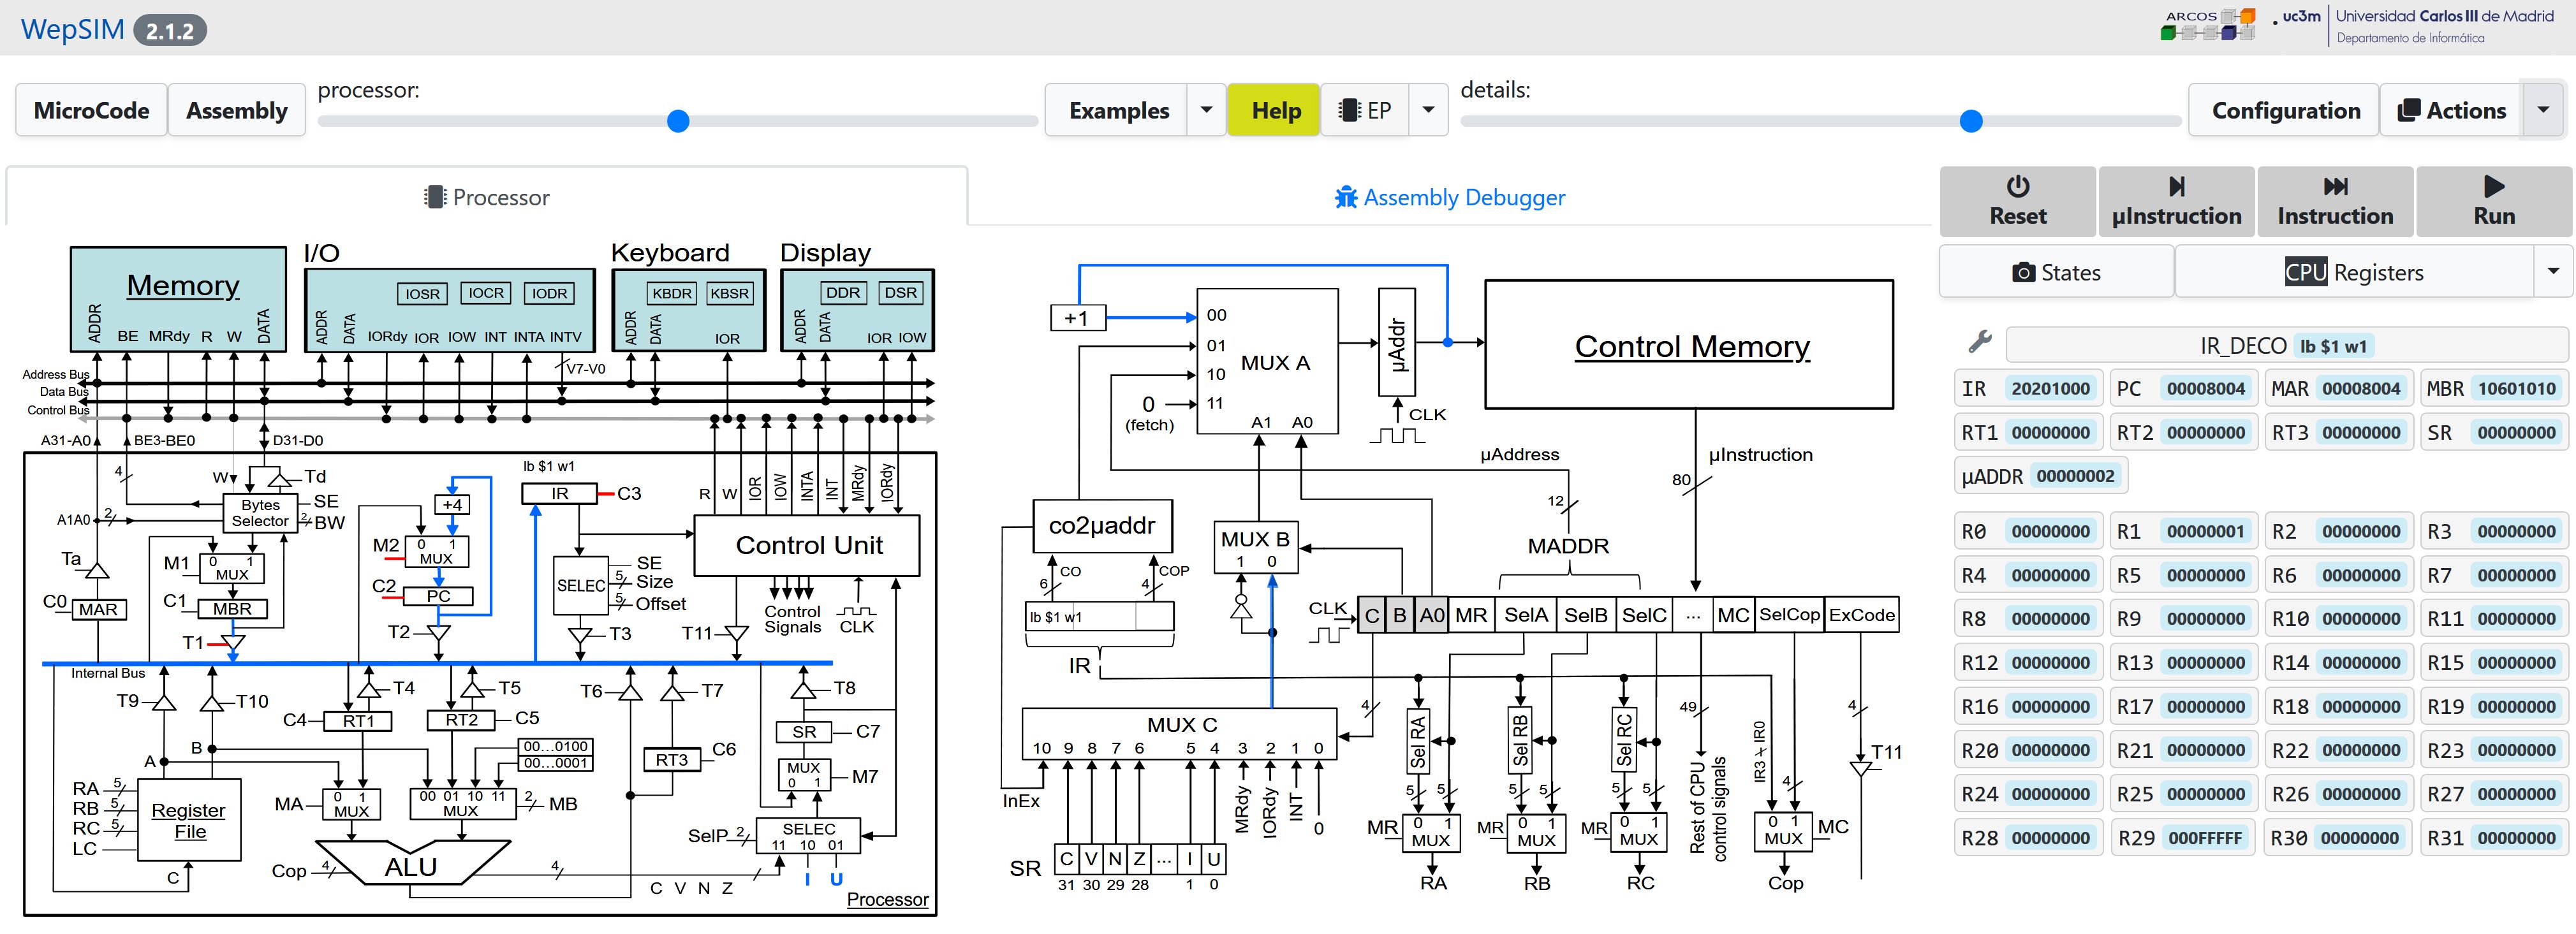 WepSIM 2.1.2
ARCOS
uc3m Universidad Carlos III de Madrid
Departamento de Informática
MicroCode Assembly processor: Examples Help EP details: Configuration Actions
Processor
Assembly Debugger
Reset µInstruction Instruction Run
States CPU Registers
Memory
ADDR BE MRdy R W DATA
I/O
IOSR IOCR IODR
ADDR DATA IORdy IOR IOW INT INTA INTV
Keyboard
KBDR KBSR
ADDR DATA IOR
Display
DDR DSR
ADDR DATA IOR IOW
V7-V0
Address Bus
Data Bus
Control Bus
A31-A0 BE3-BE0 D31-D0
4 W Td
Bytes Selector
SE
2 BW
A1A0 2
Ta
M1 0 1 MUX
C0 MAR
C1 MBR
T1
+4
M2 0 1 MUX
C2 PC
T2
lb $1 w1
IR C3
SELEC
SE
5 Size
5 Offset
T3
R W IOR IOW INTA INT MRdy IORdy
Control Unit
Control Signals
CLK
T11
Internal Bus
T9 T10 T4 T5 T6 T7 T8
C4 RT1
RT2 C5
RT3 C6
SR C7
MUX 0 1 M7
A B
00...0100
00...0001
RA 5
RB 5
RC 5
LC
Register File
C
MA 0 1 MUX
00 01 10 11 MUX 2 MB
SelP 2
SELEC
11 10 01
Cop 4 ALU 4
C V N Z
I U
Processor
+1
00
01
10
11
MUX A
A1 A0
0 (fetch)
µAddr
CLK
Control Memory
µAddress
12
µInstruction
80
co2µaddr
MUX B
1 0
MADDR
6 CO 4 COP
lb $1 w1
IR
CLK
C B A0 MR SelA SelB SelC ... MC SelCop ExCode
MUX C
10 9 8 7 6 5 4 3 2 1 0
4
InEx
MRdy IORdy INT 0
SR C V N Z ... I U
31 30 29 28 1 0
Sel RA Sel RB Sel RC
5 5 5 5 5 5
MR 0 1 MUX
MR 0 1 MUX
MR 0 1 MUX
RA RB RC
49
Rest of CPU control signals
IR3 IR0
4
0 1 MUX MC
Cop
4
T11
IR_DECO lb $1 w1
IR 20201000 PC 00008004 MAR 00008004 MBR 10601010
RT1 00000000 RT2 00000000 RT3 00000000 SR 00000000
µADDR 00000002
R0 00000000 R1 00000001 R2 00000000 R3 00000000
R4 00000000 R5 00000000 R6 00000000 R7 00000000
R8 00000000 R9 00000000 R10 00000000 R11 00000000
R12 00000000 R13 00000000 R14 00000000 R15 00000000
R16 00000000 R17 00000000 R18 00000000 R19 00000000
R20 00000000 R21 00000000 R22 00000000 R23 00000000
R24 00000000 R25 00000000 R26 00000000 R27 00000000
R28 00000000 R29 000FFFFF R30 00000000 R31 00000000